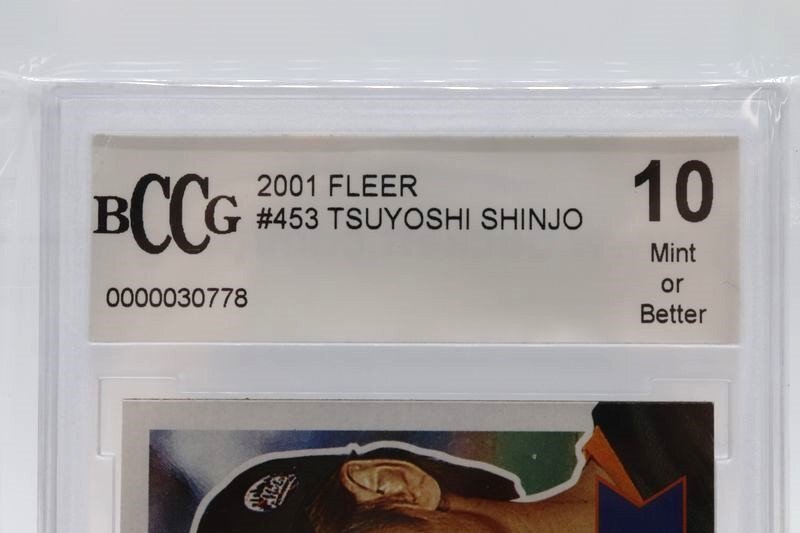 BCCG
2001 FLEER
#453 TSUYOSHI SHINJO
0000030778
10
Mint
or
Better